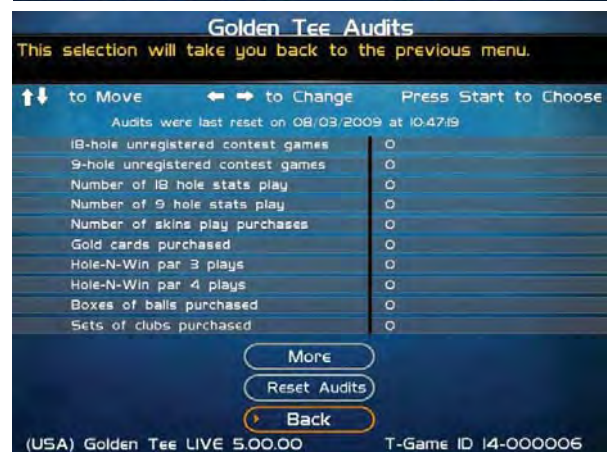 Golden Tee Audits
This selection will take you back to the previous menu.
to Move to Change Press Start to Choose
Audits were last reset on 08/03/2009 at 10:47:19
18-hole unregistered contest games 0
9-hole unregistered contest games 0
Number of 18 hole stats play 0
Number of 9 hole stats play 0
Number of skins play purchases 0
Gold cards purchased 0
Hole-N-Win par 3 plays 0
Hole-N-Win par 4 plays 0
Boxes of balls purchased 0
Sets of clubs purchased 0
More
Reset Audits
Back
(USA) Golden Tee LIVE 5.00.00 T-Game ID 14-000006